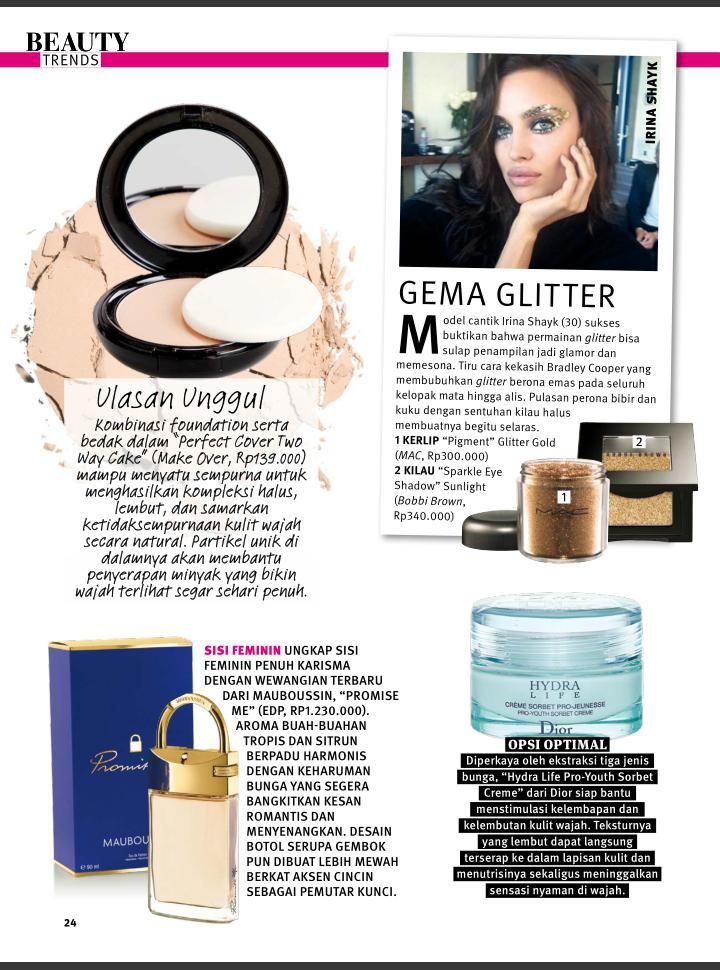 BEAUTY
TRENDS
IRINA SHAYK
GEMA GLITTER
Model cantik Irina Shayk (30) sukses
buktikan bahwa permainan glitter bisa
sulap penampilan jadi glamor dan
memesona. Tiru cara kekasih Bradley Cooper yang
membubuhkan glitter berona emas pada seluruh
kelopak mata hingga alis. Pulasan perona bibir dan
kuku dengan sentuhan kilau halus
membuatnya begitu selaras.
1 KERLIP “Pigment” Glitter Gold
(MAC, Rp300.000)
2 KILAU “Sparkle Eye
Shadow” Sunlight
(Bobbi Brown,
Rp340.000)
2
1
MAC
Ulasan Unggul
Kombinasi foundation serta
bedak dalam “Perfect Cover Two
Way Cake” (Make Over, Rp139.000)
mampu menyatu sempurna untuk
menghasilkan kompleksi halus,
lembut, dan samarkan
ketidaksempurnaan kulit wajah
secara natural. Partikel unik di
dalamnya akan membantu
penyerapan minyak yang bikin
wajah terlihat segar sehari penuh.
SISI FEMININ UNGKAP SISI
FEMININ PENUH KARISMA
DENGAN WEWANGIAN TERBARU
DARI MAUBOUSSIN, “PROMISE
ME” (EDP, RP1.230.000).
AROMA BUAH-BUAHAN
TROPIS DAN SITRUN
BERPADU HARMONIS
DENGAN KEHARUMAN
BUNGA YANG SEGERA
BANGKITKAN KESAN
ROMANTIS DAN
MENYENANGKAN. DESAIN
BOTOL SERUPA GEMBOK
PUN DIBUAT LEBIH MEWAH
BERKAT AKSEN CINCIN
SEBAGAI PEMUTAR KUNCI.
Promis
MAUBOU
e 90 ml
HYDRA
LIFE
CRÈME SORBET PRO-JEUNESSE
PRO-YOUTH SORBET CREME
Dior
OPSI OPTIMAL
Diperkaya oleh ekstraksi tiga jenis
bunga, “Hydra Life Pro-Youth Sorbet
Creme” dari Dior siap bantu
menstimulasi kelembapan dan
kelembutan kulit wajah. Teksturnya
yang lembut dapat langsung
terserap ke dalam lapisan kulit dan
menutrisinya sekaligus meninggalkan
sensasi nyaman di wajah.
24